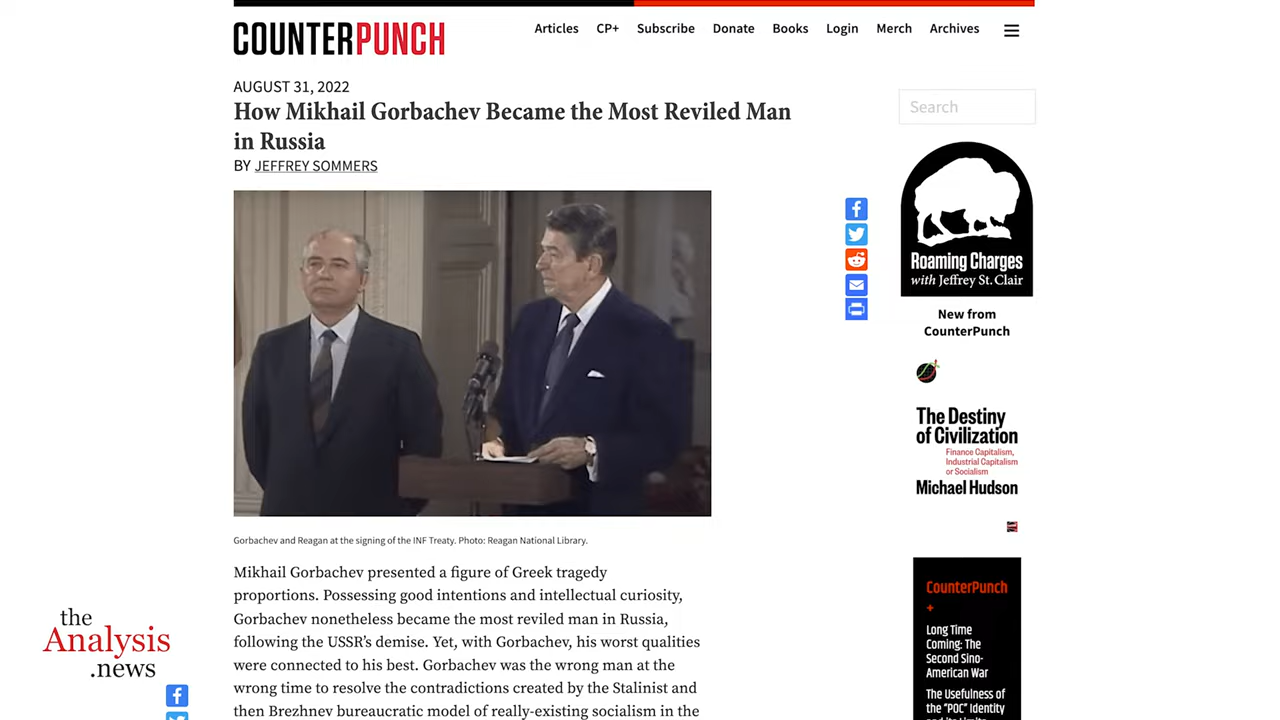 COUNTERPUNCH
Articles CP+ Subscribe Donate Books Login Merch Archives
AUGUST 31, 2022
How Mikhail Gorbachev Became the Most Reviled Man
in Russia
BY JEFFREY SOMMERS
Gorbachev and Reagan at the signing of the INF Treaty. Photo: Reagan National Library.
Mikhail Gorbachev presented a figure of Greek tragedy
proportions. Possessing good intentions and intellectual curiosity,
Gorbachev nonetheless became the most reviled man in Russia,
following the USSR’s demise. Yet, with Gorbachev, his worst qualities
were connected to his best. Gorbachev was the wrong man at the
wrong time to resolve the contradictions created by the Stalinist and
then Brezhnev bureaucratic model of really-existing socialism in the
Search
Roaming Charges
with Jeffrey St. Clair
New from
CounterPunch
The Destiny
of Civilization
Finance Capitalism,
Industrial Capitalism
or Socialism
Michael Hudson
CounterPunch
+
Long Time
Coming: The
Second Sino-
American War
The Usefulness of
the “POC” Identity
and its Limits
the
Analysis
.news